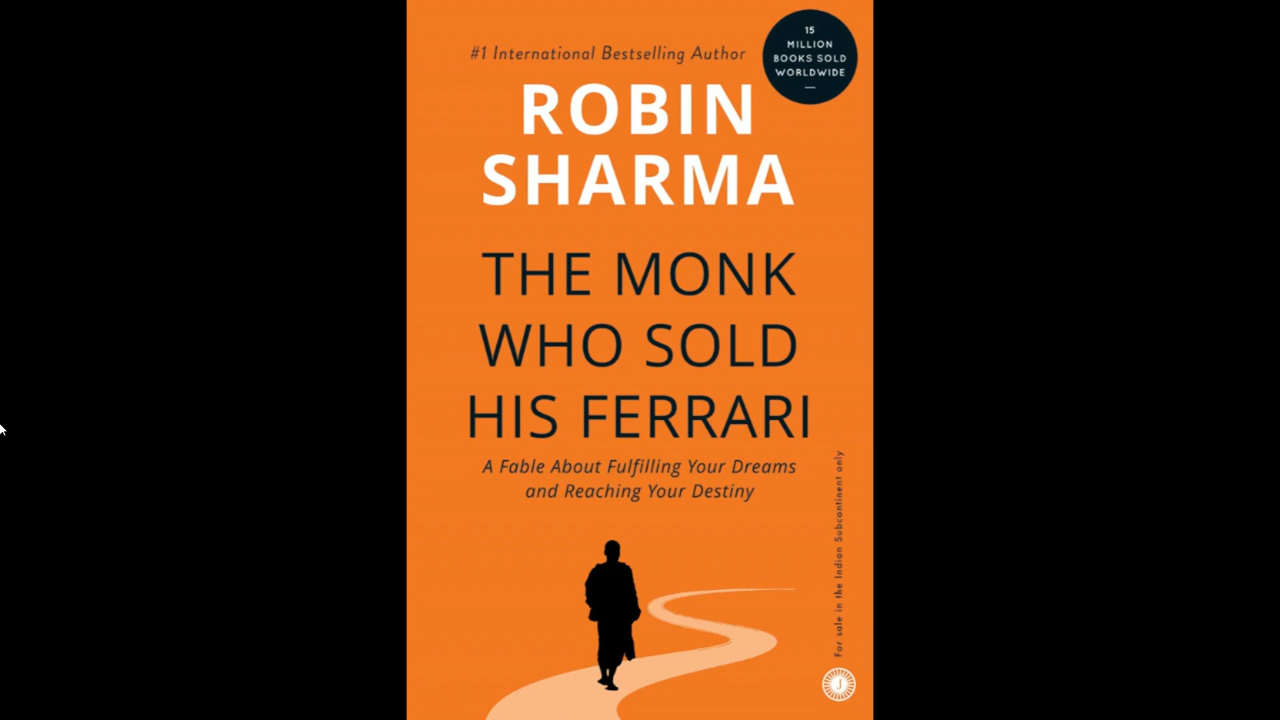 #1 International Bestselling Author
15
MILLION
BOOKS SOLD
WORLDWIDE
ROBIN
SHARMA
THE MONK
WHO SOLD
HIS FERRARI
A Fable About Fulfilling Your Dreams
and Reaching Your Destiny
For sale in the Indian Subcontinent only
J